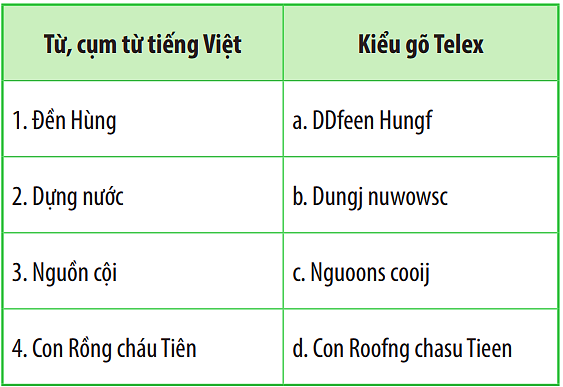 Từ, cụm từ tiếng Việt
Kiểu gõ Telex
1. Đền Hùng
a. DDfeen Hungf
2. Dựng nước
b. Dungj nuwowsc
3. Nguồn cội
c. Nguoons cooij
4. Con Rồng cháu Tiên
d. Con Roofng chasu Tieen